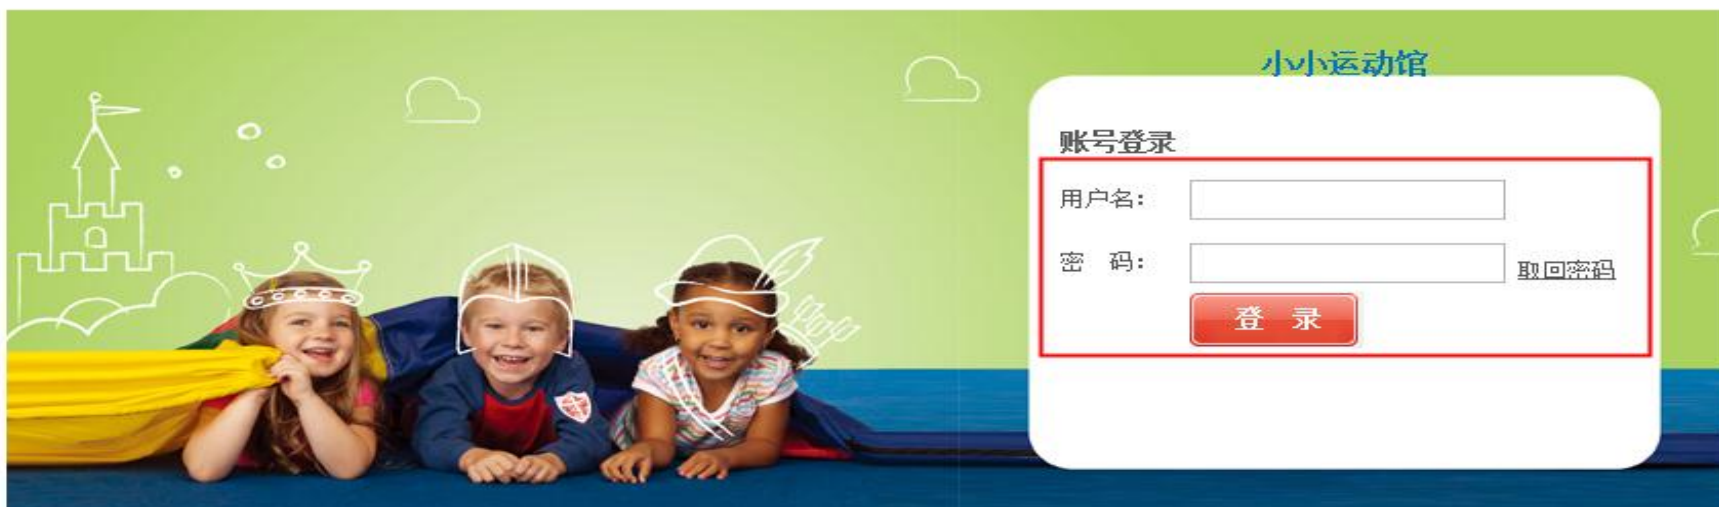 小小运动馆
账号登录
用户名：
密 码： 取回密码
登 录